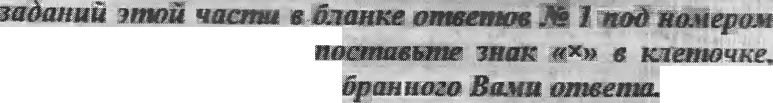 заданий этой части в бланке ответов № 1 под номером
поставьте знак «×» в клеточке,
бранного Вами ответа.